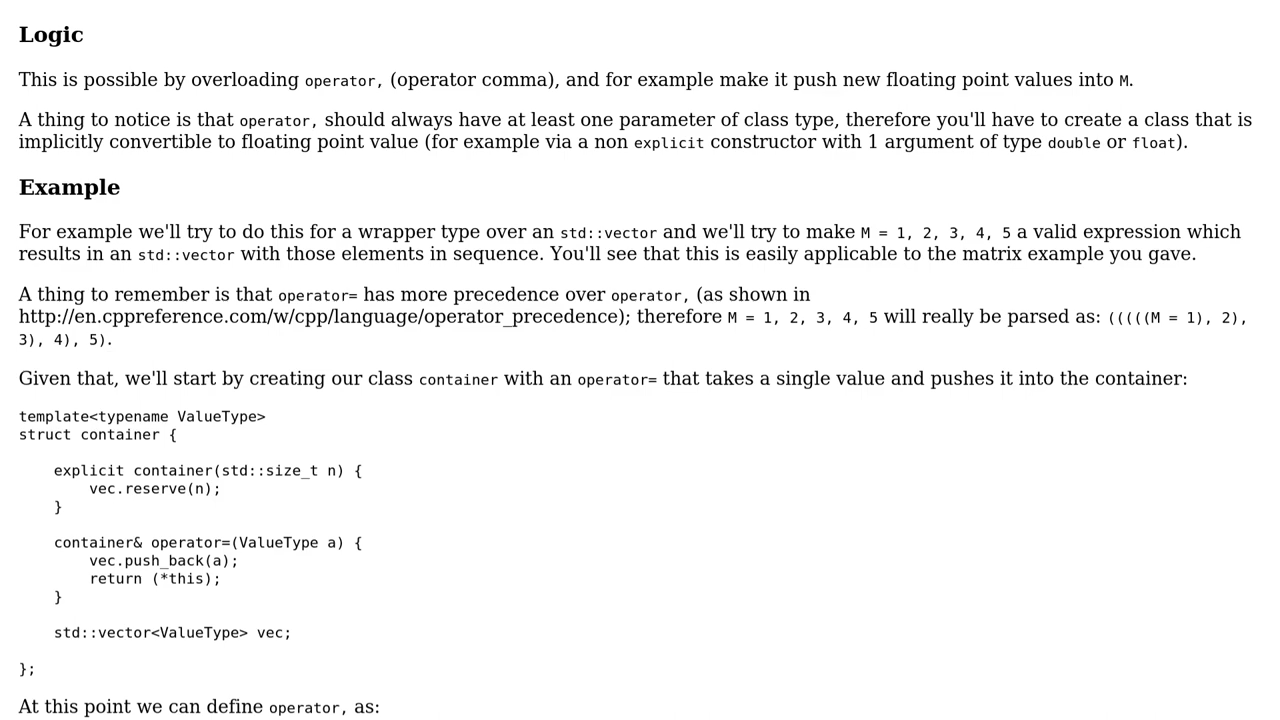 Logic
This is possible by overloading operator, (operator comma), and for example make it push new floating point values into M.
A thing to notice is that operator, should always have at least one parameter of class type, therefore you'll have to create a class that is
implicitly convertible to floating point value (for example via a non explicit constructor with 1 argument of type double or float).
Example
For example we'll try to do this for a wrapper type over an std::vector and we'll try to make M = 1, 2, 3, 4, 5 a valid expression which
results in an std::vector with those elements in sequence. You'll see that this is easily applicable to the matrix example you gave.
A thing to remember is that operator= has more precedence over operator, (as shown in
http://en.cppreference.com/w/cpp/language/operator_precedence); therefore M = 1, 2, 3, 4, 5 will really be parsed as: (((((M = 1), 2),
3), 4), 5).
Given that, we'll start by creating our class container with an operator= that takes a single value and pushes it into the container:
template<typename ValueType>
struct container {
    explicit container(std::size_t n) {
        vec.reserve(n);
    }
    container& operator=(ValueType a) {
        vec.push_back(a);
        return (*this);
    }
    std::vector<ValueType> vec;
};
At this point we can define operator, as: